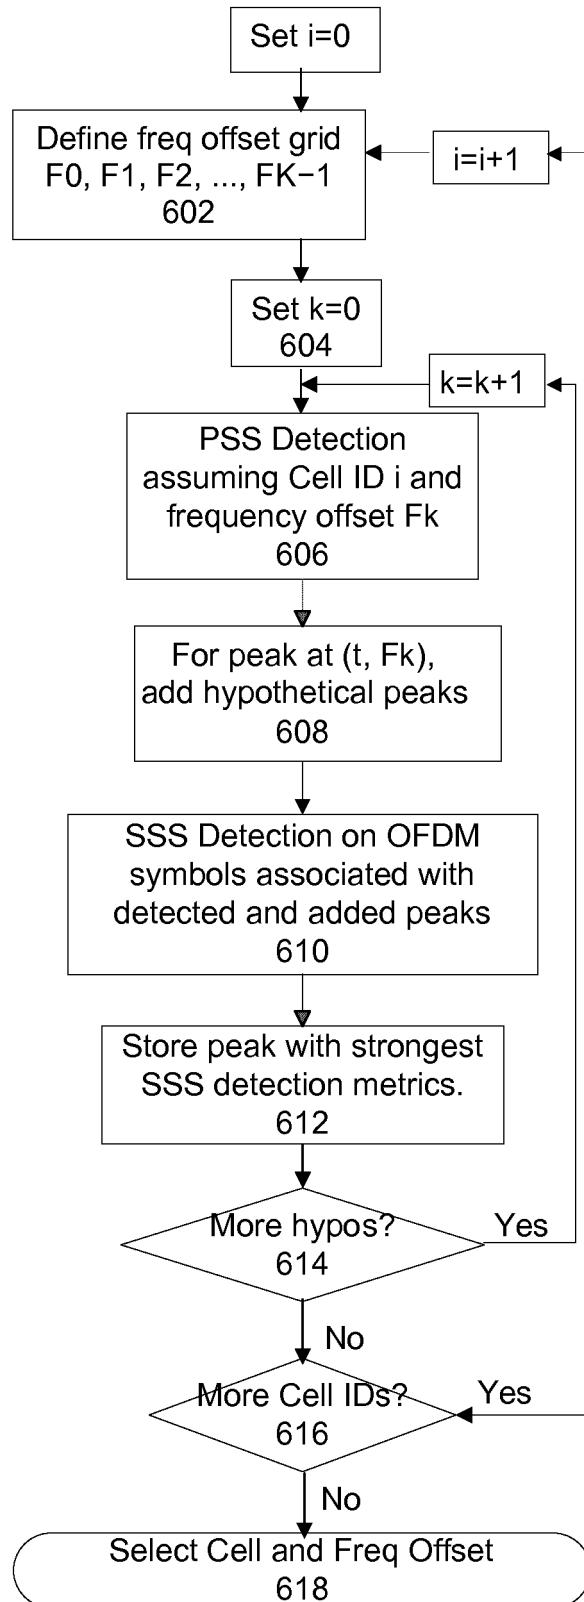 Set i=0
Define freq offset grid
F0, F1, F2, ..., FK−1
602
i=i+1
Set k=0
604
k=k+1
PSS Detection
assuming Cell ID i and
frequency offset Fk
606
For peak at (t, Fk),
add hypothetical peaks
608
SSS Detection on OFDM
symbols associated with
detected and added peaks
610
Store peak with strongest
SSS detection metrics.
612
More hypos?
614
Yes
No
More Cell IDs?
616
Yes
No
Select Cell and Freq Offset
618